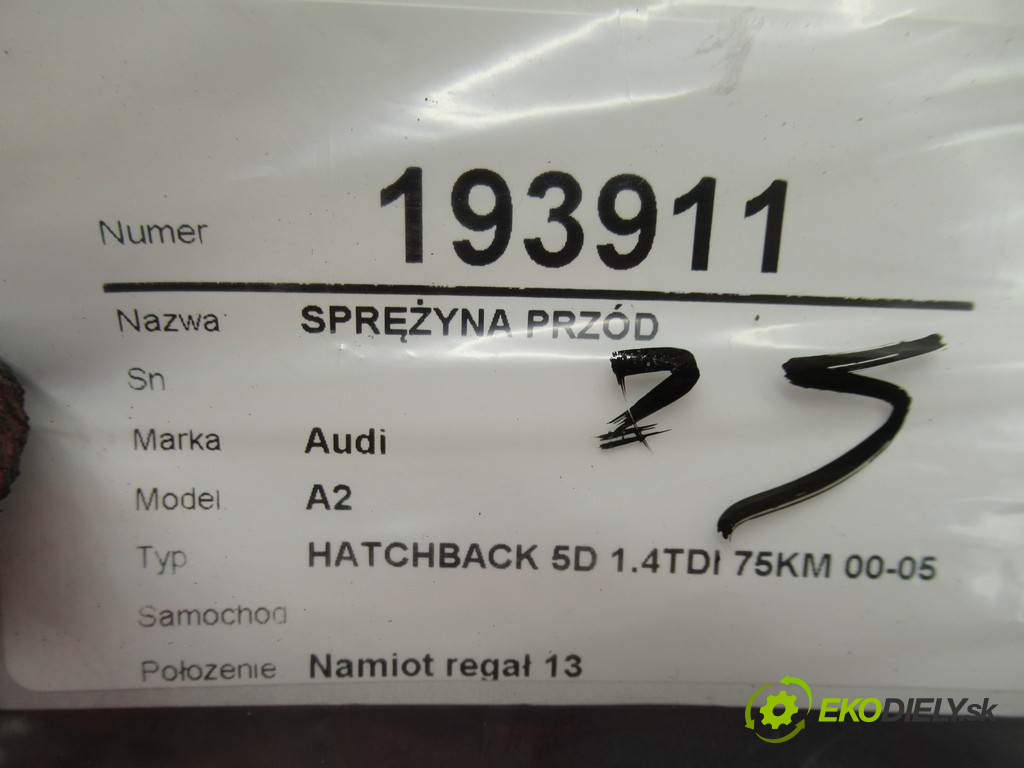 Numer 193911
Nazwa SPRĘŻYNA PRZÓD
Sn
Marka Audi
Model A2
Typ HATCHBACK 5D 1.4TDI 75KM 00-05
Samochod
Położenie Namiot regał 13
EKODIELY.sk